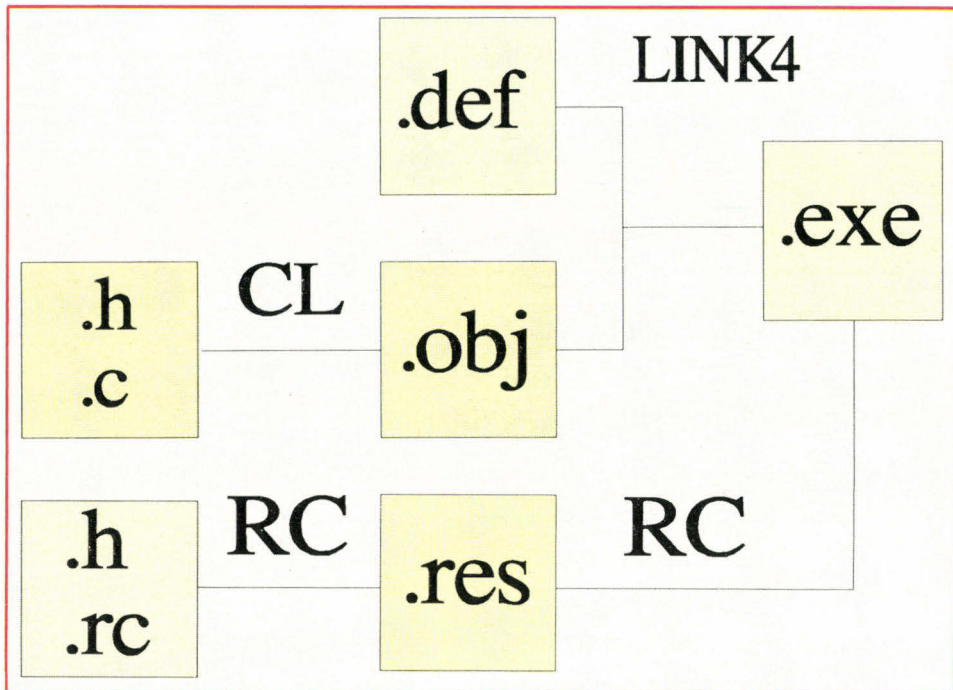 .def
LINK4
.exe
.h
.c
CL
.obj
.h
.rc
RC
.res
RC